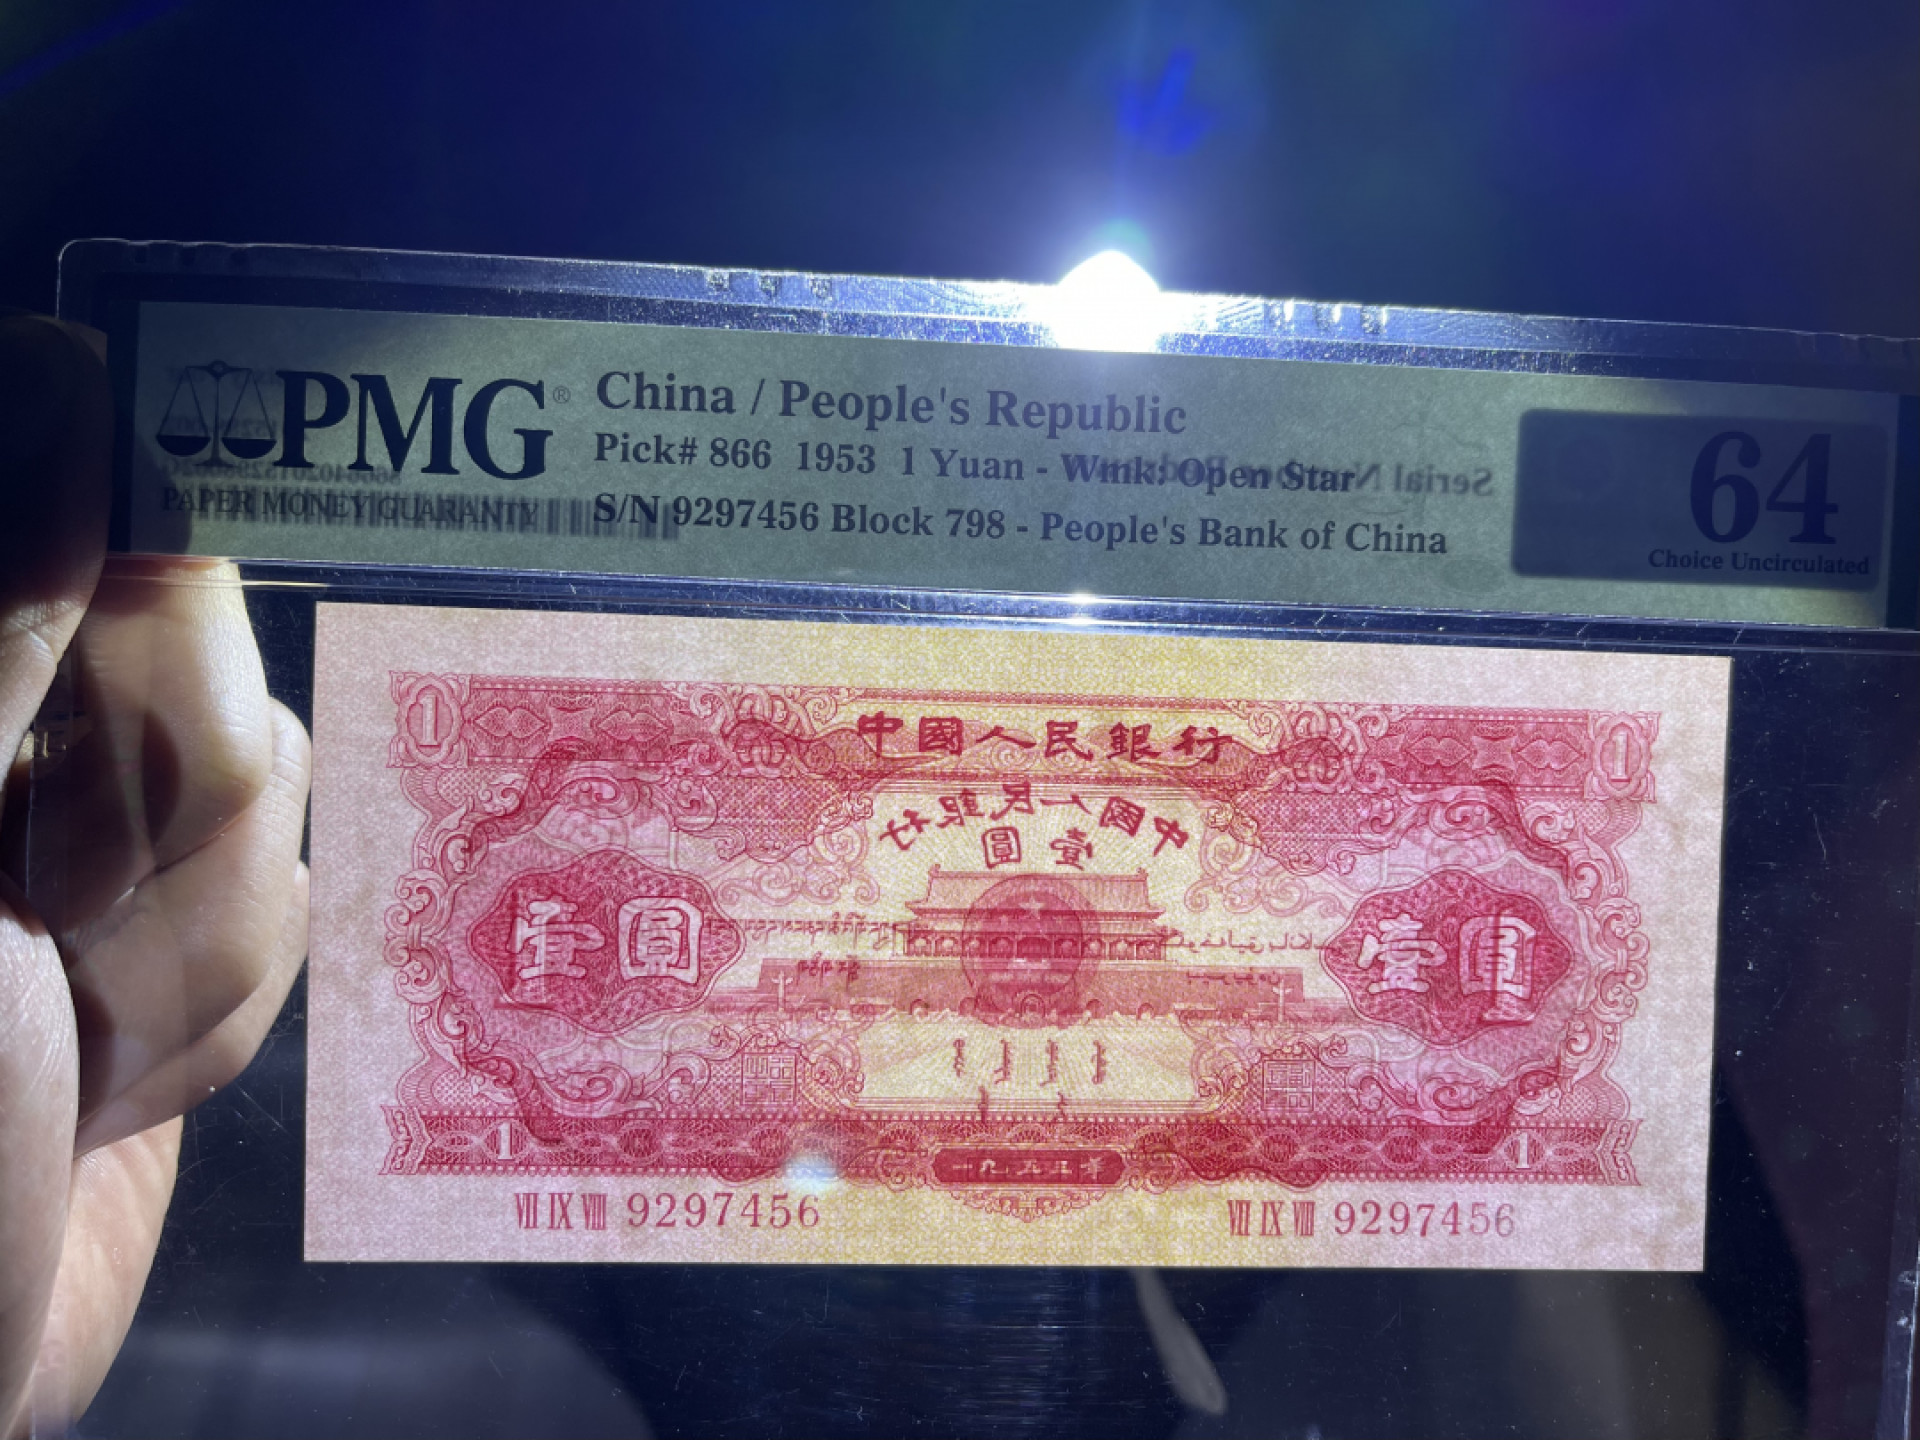 PMG®
PAPER MONEY GUARANTY
China / People's Republic
Pick# 866 1953 1 Yuan - Wmk: Open Star
S/N 9297456 Block 798 - People's Bank of China
64
Choice Uncirculated
1
中國人民銀行
1
中國人民銀行
壹圓
壹圓
壹圓
1
一九五三年
1
VII IX VIII 9297456
VII IX VIII 9297456